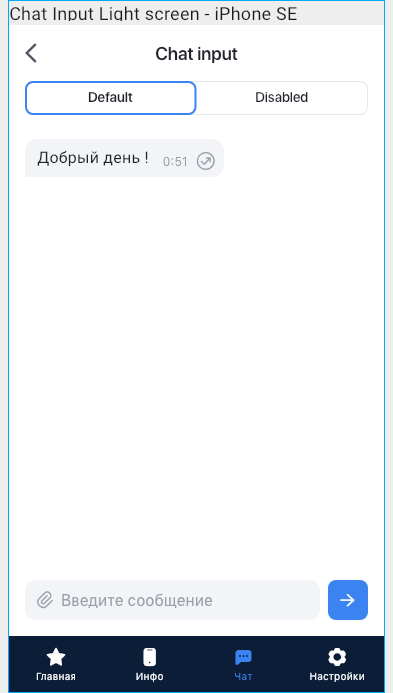 Chat Input Light screen - iPhone SE
Chat input
Default Disabled
Добрый день ! 0:51
Введите сообщение
Главная Инфо Чат Настройки